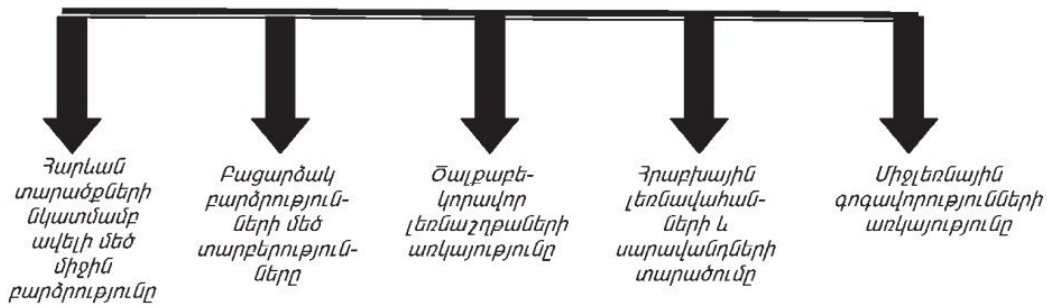 Հարևան
տարածքների
նկատմամբ
ավելի մեծ
միջին
բարձրությունը
Բացարձակ
բարձրություն-
ների մեծ
տարբերություն-
ները
Ծալքաբե-
կորավոր
լեռնաշղթաների
առկայությունը
Հրաբխային
լեռնավահան-
ների և
սարավանդների
տարածումը
Միջլեռնային
գոգավորությունների
առկայությունը